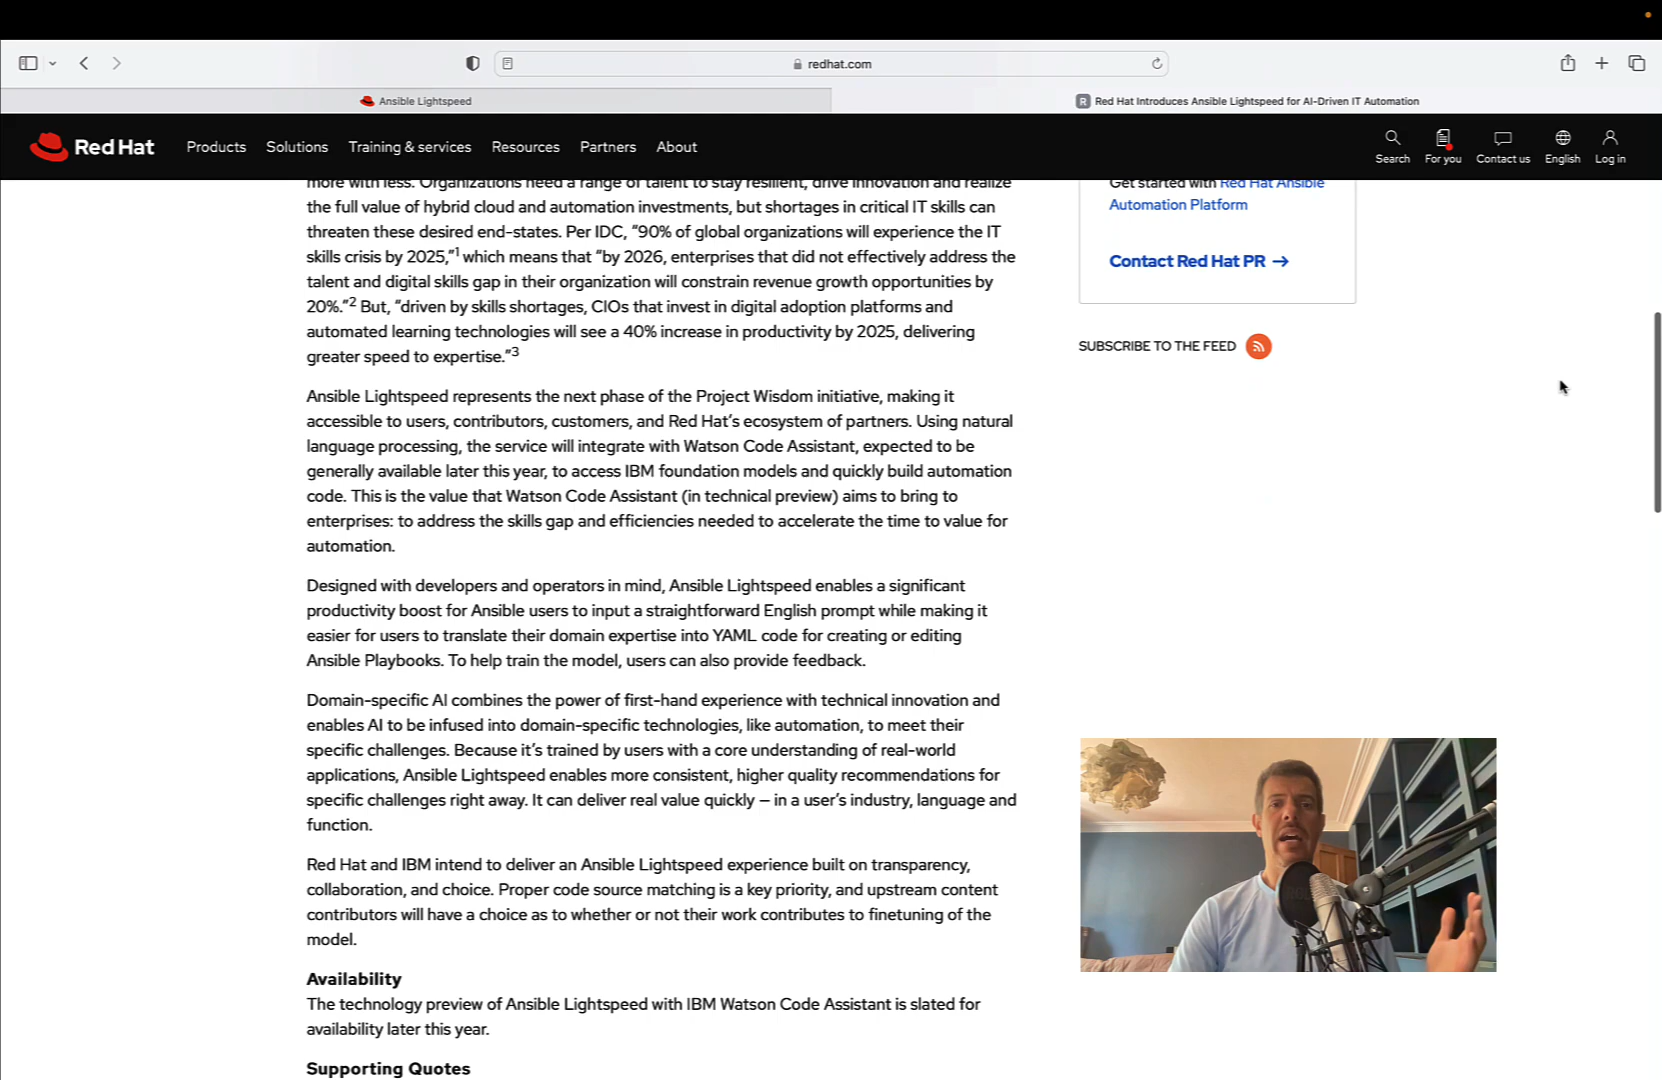 redhat.com
Ansible Lightspeed
R Red Hat Introduces Ansible Lightspeed for AI-Driven IT Automation
Red Hat
Products Solutions Training & services Resources Partners About
Search For you Contact us English Log in
more with less. Organizations need a range of talent to stay resilient, drive innovation and realize
the full value of hybrid cloud and automation investments, but shortages in critical IT skills can
threaten these desired end-states. Per IDC, “90% of global organizations will experience the IT
skills crisis by 2025,”1 which means that “by 2026, enterprises that did not effectively address the
talent and digital skills gap in their organization will constrain revenue growth opportunities by
20%.”2 But, “driven by skills shortages, CIOs that invest in digital adoption platforms and
automated learning technologies will see a 40% increase in productivity by 2025, delivering
greater speed to expertise.”3
Ansible Lightspeed represents the next phase of the Project Wisdom initiative, making it
accessible to users, contributors, customers, and Red Hat’s ecosystem of partners. Using natural
language processing, the service will integrate with Watson Code Assistant, expected to be
generally available later this year, to access IBM foundation models and quickly build automation
code. This is the value that Watson Code Assistant (in technical preview) aims to bring to
enterprises: to address the skills gap and efficiencies needed to accelerate the time to value for
automation.
Designed with developers and operators in mind, Ansible Lightspeed enables a significant
productivity boost for Ansible users to input a straightforward English prompt while making it
easier for users to translate their domain expertise into YAML code for creating or editing
Ansible Playbooks. To help train the model, users can also provide feedback.
Domain-specific AI combines the power of first-hand experience with technical innovation and
enables AI to be infused into domain-specific technologies, like automation, to meet their
specific challenges. Because it’s trained by users with a core understanding of real-world
applications, Ansible Lightspeed enables more consistent, higher quality recommendations for
specific challenges right away. It can deliver real value quickly – in a user’s industry, language and
function.
Red Hat and IBM intend to deliver an Ansible Lightspeed experience built on transparency,
collaboration, and choice. Proper code source matching is a key priority, and upstream content
contributors will have a choice as to whether or not their work contributes to finetuning of the
model.
Availability
The technology preview of Ansible Lightspeed with IBM Watson Code Assistant is slated for
availability later this year.
Supporting Quotes
Get started with Red Hat Ansible
Automation Platform
Contact Red Hat PR →
SUBSCRIBE TO THE FEED